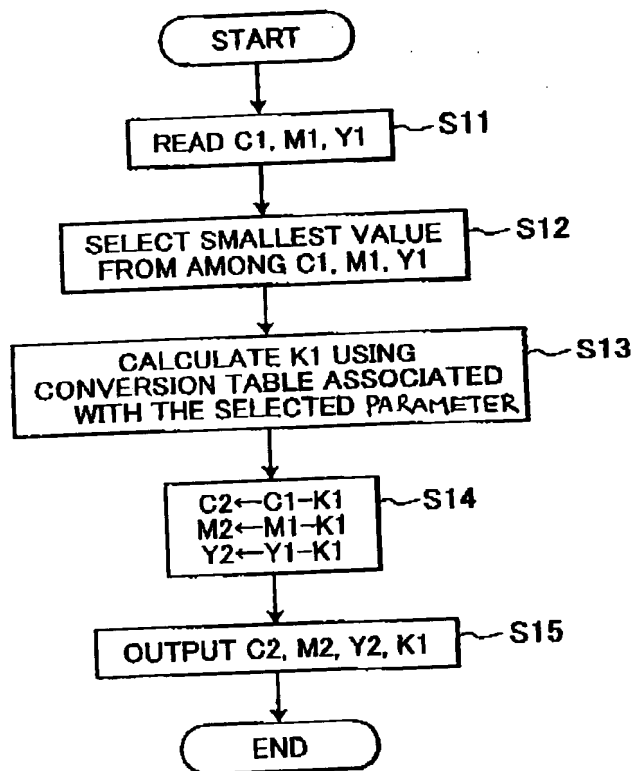 START
READ C1, M1, Y1
S11
SELECT SMALLEST VALUE
FROM AMONG C1, M1, Y1
S12
CALCULATE K1 USING
CONVERSION TABLE ASSOCIATED
WITH THE SELECTED PARAMETER
S13
C2←C1-K1
M2←M1-K1
Y2←Y1-K1
S14
OUTPUT C2, M2, Y2, K1
S15
END